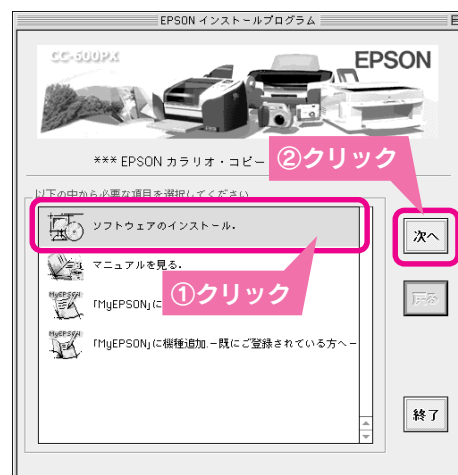 EPSON インストールプログラム
CC-600PX
EPSON
*** EPSON カラリオ・コピー
②クリック
以下の中から必要な項目を選択してください
ソフトウェアのインストール.
次へ
マニュアルを見る.
①クリック
MyEPSON
「MyEPSON」に
戻る
MyEPSON
「MyEPSON」に機種追加.－既にご登録されている方へ－
終了